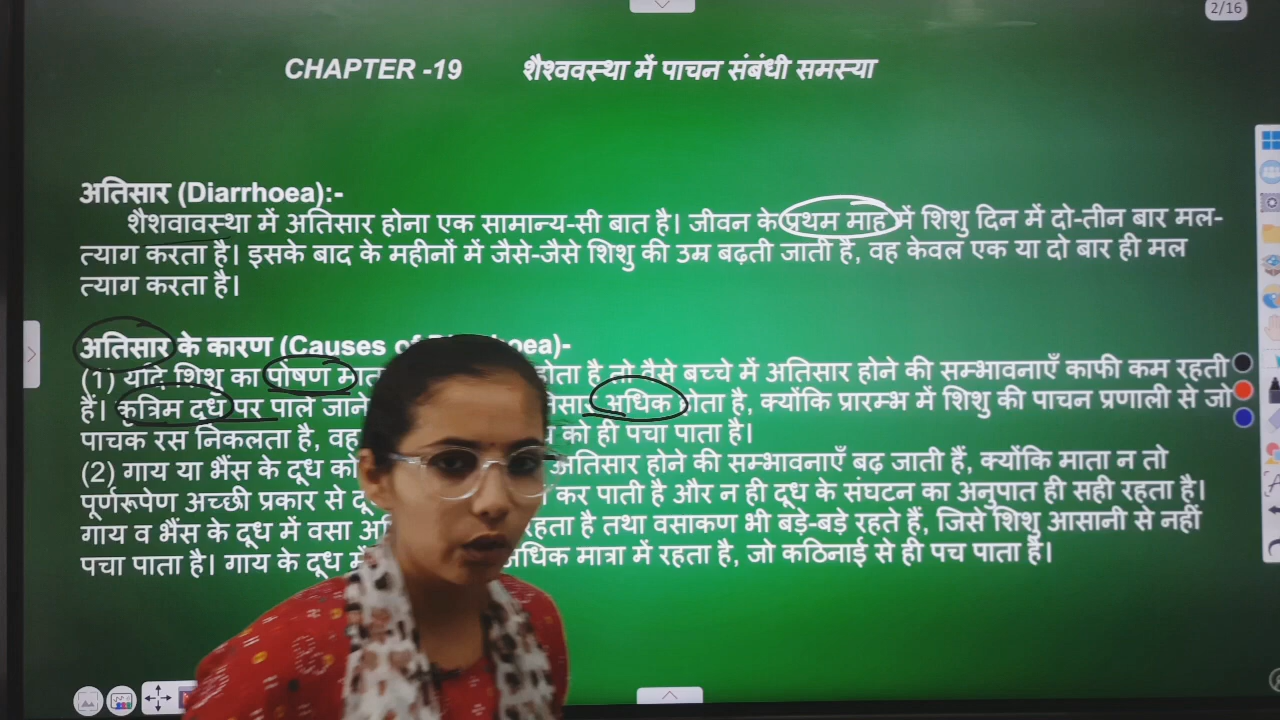 2/16
CHAPTER -19 शैश्ववस्था में पाचन संबंधी समस्या
अतिसार (Diarrhoea):-
शैशवावस्था में अतिसार होना एक सामान्य-सी बात है। जीवन के प्रथम माह में शिशु दिन में दो-तीन बार मल-
त्याग करता है। इसके बाद के महीनों में जैसे-जैसे शिशु की उम्र बढ़ती जाती है, वह केवल एक या दो बार ही मल
त्याग करता है।
अतिसार के कारण (Causes of
(1) यदि शिशु का पोषण होता है तो वैसे बच्चे में अतिसार होने की सम्भावनाएँ काफी कम रहती
हैं। कृत्रिम दूध पर पाले जाने अधिक होता है, क्योंकि प्रारम्भ में शिशु की पाचन प्रणाली से जो
पाचक रस निकलता है, वह को ही पचा पाता है।
(2) गाय या भैंस के दूध को अतिसार होने की सम्भावनाएँ बढ़ जाती हैं, क्योंकि माता न तो
पूर्णरूपेण अच्छी प्रकार से कर पाती है और न ही दूध के संघटन का अनुपात ही सही रहता है।
गाय व भैंस के दूध में वसा रहता है तथा वसाकण भी बड़े-बड़े रहते हैं, जिसे शिशु आसानी से नहीं
पचा पाता है। गाय के दूध में अधिक मात्रा में रहता है, जो कठिनाई से ही पच पाता है।